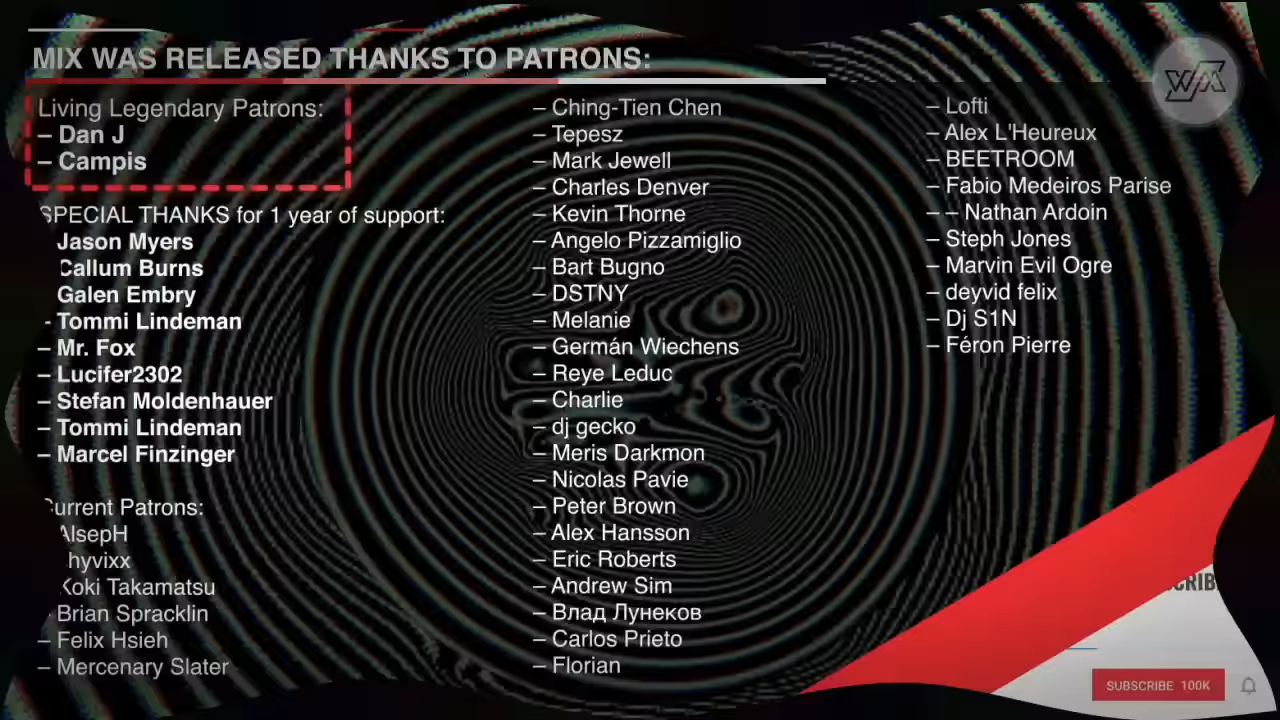 MIX WAS RELEASED THANKS TO PATRONS:
Living Legendary Patrons:
– Dan J
– Campis
SPECIAL THANKS for 1 year of support:
Jason Myers
Callum Burns
Galen Embry
- Tommi Lindeman
– Mr. Fox
– Lucifer2302
– Stefan Moldenhauer
– Tommi Lindeman
– Marcel Finzinger
Current Patrons:
AlsepH
hyvixx
Koki Takamatsu
Brian Spracklin
– Felix Hsieh
– Mercenary Slater
– Ching-Tien Chen
– Tepesz
– Mark Jewell
– Charles Denver
– Kevin Thorne
– Angelo Pizzamiglio
– Bart Bugno
– DSTNY
– Melanie
– Germán Wiechens
– Reye Leduc
– Charlie
– dj gecko
– Meris Darkmon
– Nicolas Pavie
– Peter Brown
– Alex Hansson
– Eric Roberts
– Andrew Sim
– Влад Лунеков
– Carlos Prieto
– Florian
– Lofti
– Alex L'Heureux
– BEETROOM
– Fabio Medeiros Parise
– – Nathan Ardoin
– Steph Jones
– Marvin Evil Ogre
– deyvid felix
– Dj S1N
– Féron Pierre
SUBSCRIBE 100K